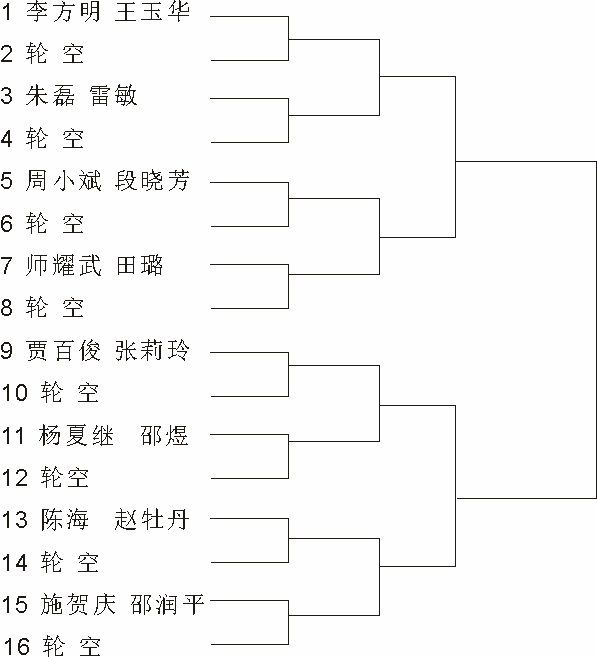 1 李方明 王玉华
2 轮 空
3 朱磊 雷敏
4 轮 空
5 周小斌 段晓芳
6 轮 空
7 师耀武 田璐
8 轮 空
9 贾百俊 张莉玲
10 轮 空
11 杨夏继 邵煜
12 轮空
13 陈海 赵牡丹
14 轮 空
15 施贺庆 邵润平
16 轮 空